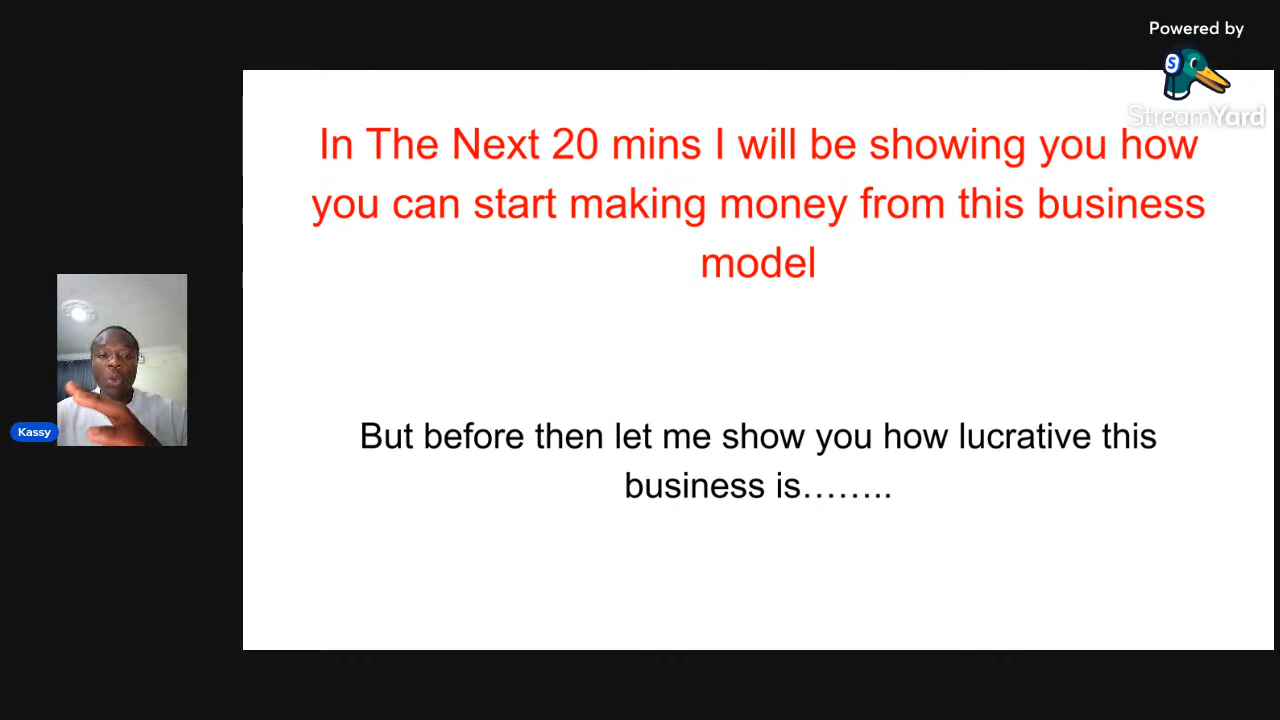 Powered by
S
StreamYard
In The Next 20 mins I will be showing you how
you can start making money from this business
model
Kassy
But before then let me show you how lucrative this
business is……..